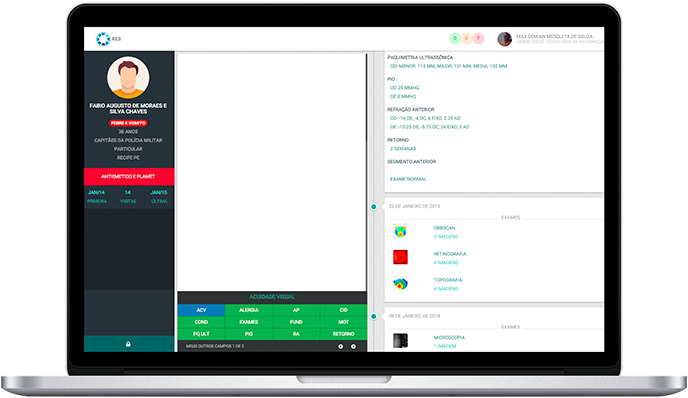 RES
0 0 7
MAX DEMIAN MESQUITA DE SOUZA
GERENTES DE TECNOLOGIA DA INFORMAÇÃO
FABIO AUGUSTO DE MORAES E
SILVA CHAVES
FEBRE E VOMITO
36 ANOS
CAPITÃES DA POLÍCIA MILITAR
PARTICULAR
RECIFE PE
ANTIEMETICO E PLAMET
JAN/14 14 JAN/15
PRIMEIRA VISITAS ÚLTIMA
PAQUIMETRIA ULTRASSÔNICA
OD: MENOR: 113 MM, MAIOR: 131 MM, MEDIA: 132 MM
PIO
OD 25 MMHG
OE 8 MMHG
REFRAÇÃO ANTERIOR
OD: -16 DE, -4 DC, 6 EIXO, 2.25 AD
OE: -13.25 DE, -5.75 DC, 24 EIXO, 2 AD
RETORNO
2 SEMANAS
SEGMENTO ANTERIOR
EXAME NORMAL
22 DE JANEIRO DE 2015
EXAMES
ORBSCAN
2 IMAGENS
RETINOGRAFIA
4 IMAGENS
TOPOGRAFIA
4 IMAGENS
08 DE JANEIRO DE 2014
EXAMES
MICROSCOPIA
1 IMAGEM
ACUIDADE VISUAL
ACV ALERGIA AP CID
COND EXAMES FUND MOT
PQ ULT PIO RA RETORNO
MEUS OUTROS CAMPOS 1 DE 2